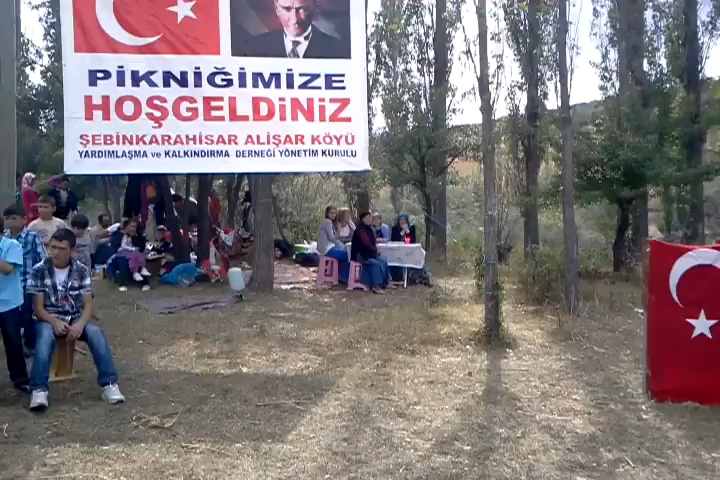 PİKNİĞİMİZE
HOŞGELDİNİZ
ŞEBİNKARAHİSAR ALİŞAR KÖYÜ
YARDIMLAŞMA ve KALKINDIRMA DERNEĞİ YÖNETİM KURULU